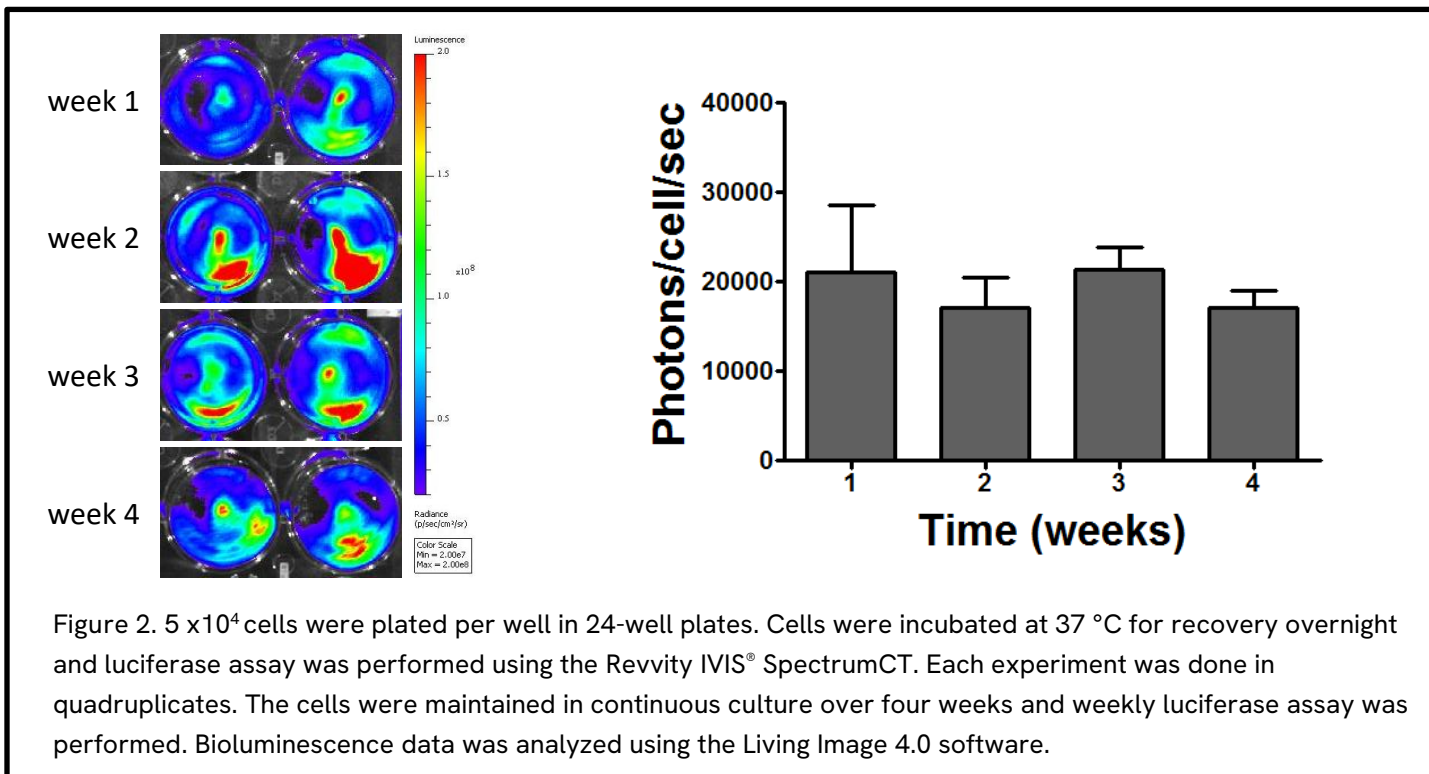 week 1
week 2
week 3
week 4
Luminescence
2.0
1.5
x10⁸
1.0
0.5
Radiance
(p/sec/cm²/sr)
Color Scale
Min = 2.00e7
Max = 2.00e8
Photons/cell/sec
40000
30000
20000
10000
0
1 2 3 4
Time (weeks)
Figure 2. 5 x10⁴ cells were plated per well in 24-well plates. Cells were incubated at 37 °C for recovery overnight
and luciferase assay was performed using the Revvity IVIS® SpectrumCT. Each experiment was done in
quadruplicates. The cells were maintained in continuous culture over four weeks and weekly luciferase assay was
performed. Bioluminescence data was analyzed using the Living Image 4.0 software.